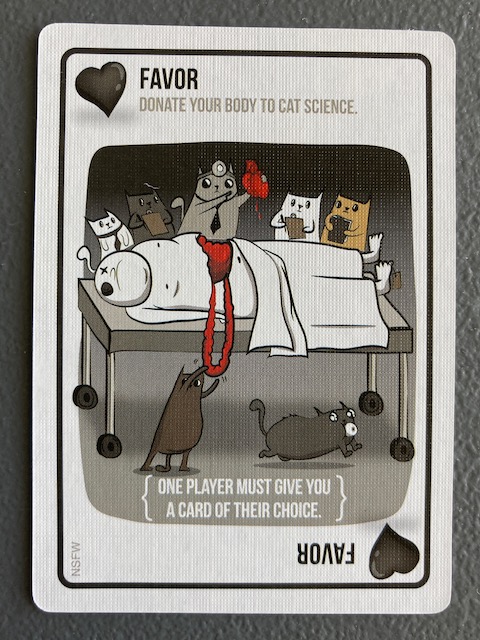 FAVOR
DONATE YOUR BODY TO CAT SCIENCE.
{ ONE PLAYER MUST GIVE YOU
A CARD OF THEIR CHOICE. }
NSFW
FAVOR